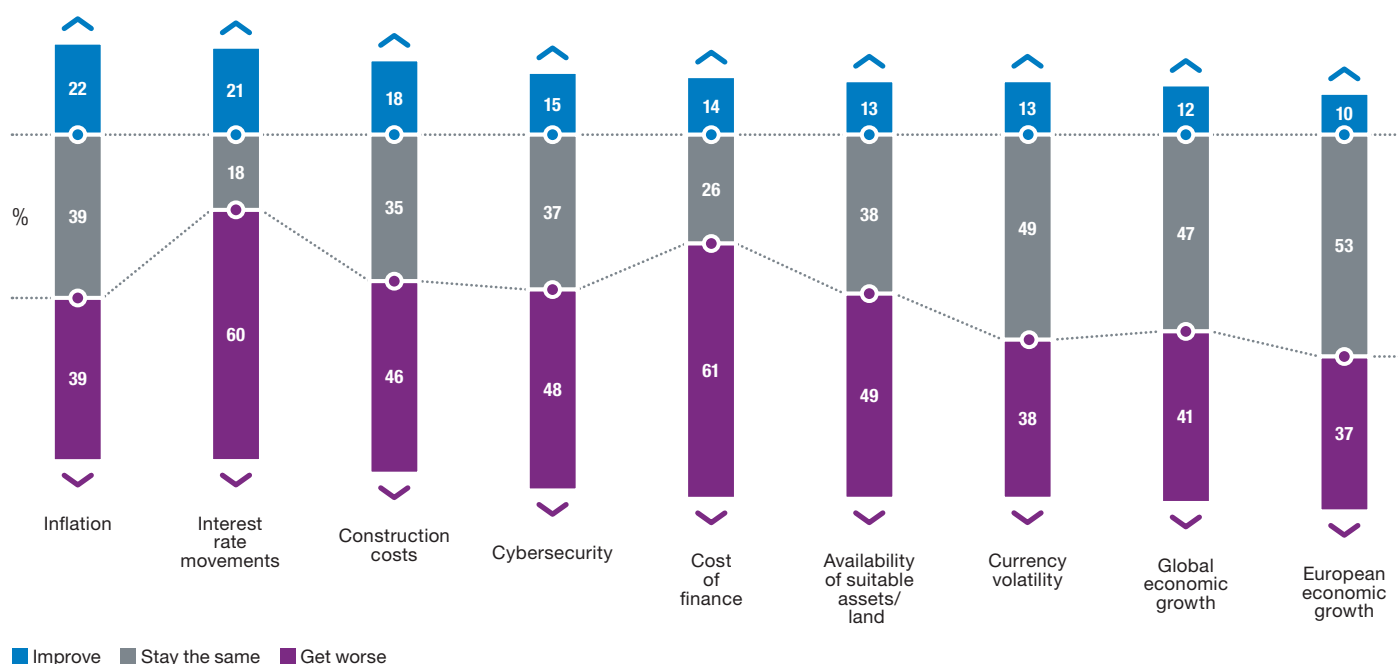 22
21
18
15
14
13
13
12
10
%
39
18
35
37
26
38
49
47
53
39
60
46
48
61
49
38
41
37
Inflation
Interest
rate
movements
Construction
costs
Cybersecurity
Cost
of
finance
Availability
of suitable
assets/
land
Currency
volatility
Global
economic
growth
European
economic
growth
Improve Stay the same Get worse